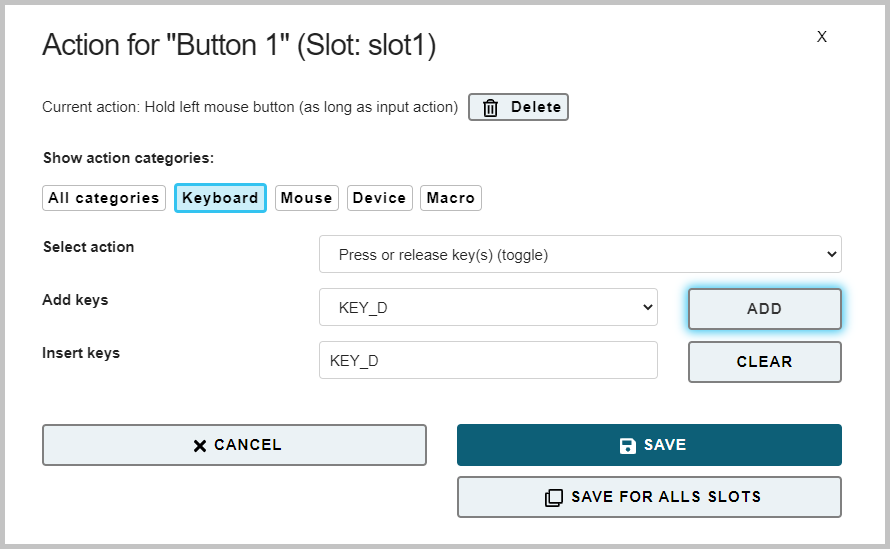 Action for "Button 1" (Slot: slot1)
X
Current action: Hold left mouse button (as long as input action)
Delete
Show action categories:
All categories
Keyboard
Mouse
Device
Macro
Select action
Press or release key(s) (toggle)
Add keys
KEY_D
ADD
Insert keys
KEY_D
CLEAR
CANCEL
SAVE
SAVE FOR ALLS SLOTS